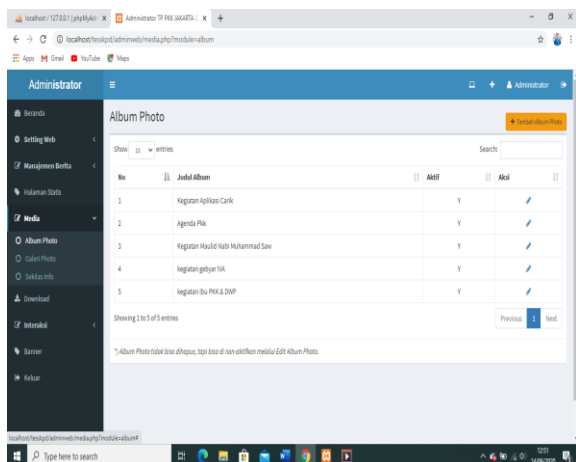 localhost / 127.0.0.1 | phpMyAd
Administrator TP PKK JAKARTA
localhost/tesskpd/adminweb/media.php?module=album
Apps Gmail YouTube Maps
Administrator
Administrator
Beranda
Setting Web
Manajemen Berita
Halaman Statis
Media
Album Photo
Galeri Photo
Sekilas Info
Download
Interaksi
Banner
Keluar
Album Photo
+ Tambah Album Photo
Show 10 entries
Search:
No Judul Album Aktif Aksi
1 Kegiatan Aplikasi Carik Y
2 Agenda Pkk Y
3 Kegiatan Maulid Nabi Muhammad Saw Y
4 kegiatan gebyar IVA Y
5 kegiatan ibu PKK & DWP Y
Showing 1 to 5 of 5 entries
Previous 1 Next
*) Album Photo tidak bisa dihapus, tapi bisa di non-aktifkan melalui Edit Album Photo.
localhost/tesskpd/adminweb/media.php?module=album#
Type here to search
12:51